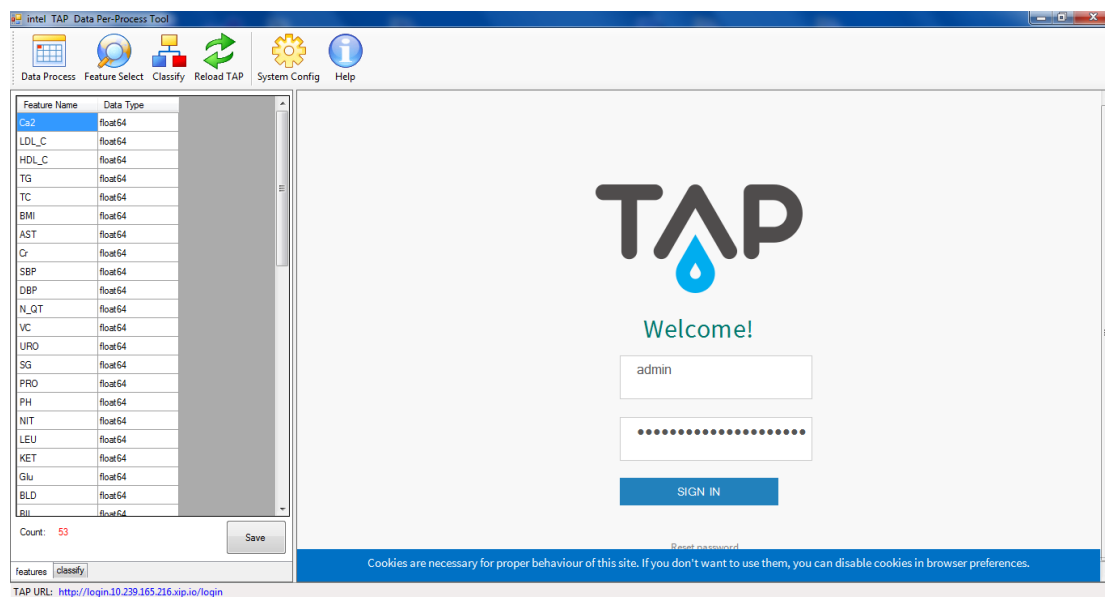 intel TAP Data Per-Process Tool
Data Process Feature Select Classify Reload TAP System Config Help
Feature Name Data Type
Ca2 float64
LDL_C float64
HDL_C float64
TG float64
TC float64
BMI float64
AST float64
Cr float64
SBP float64
DBP float64
N_QT float64
VC float64
URO float64
SG float64
PRO float64
PH float64
NIT float64
LEU float64
KET float64
Glu float64
BLD float64
BIL float64
Count: 53
Save
features classify
TAP
Welcome!
admin
SIGN IN
Reset password
Cookies are necessary for proper behaviour of this site. If you don't want to use them, you can disable cookies in browser preferences.
TAP URL: http://login.10.239.165.216.xip.io/login